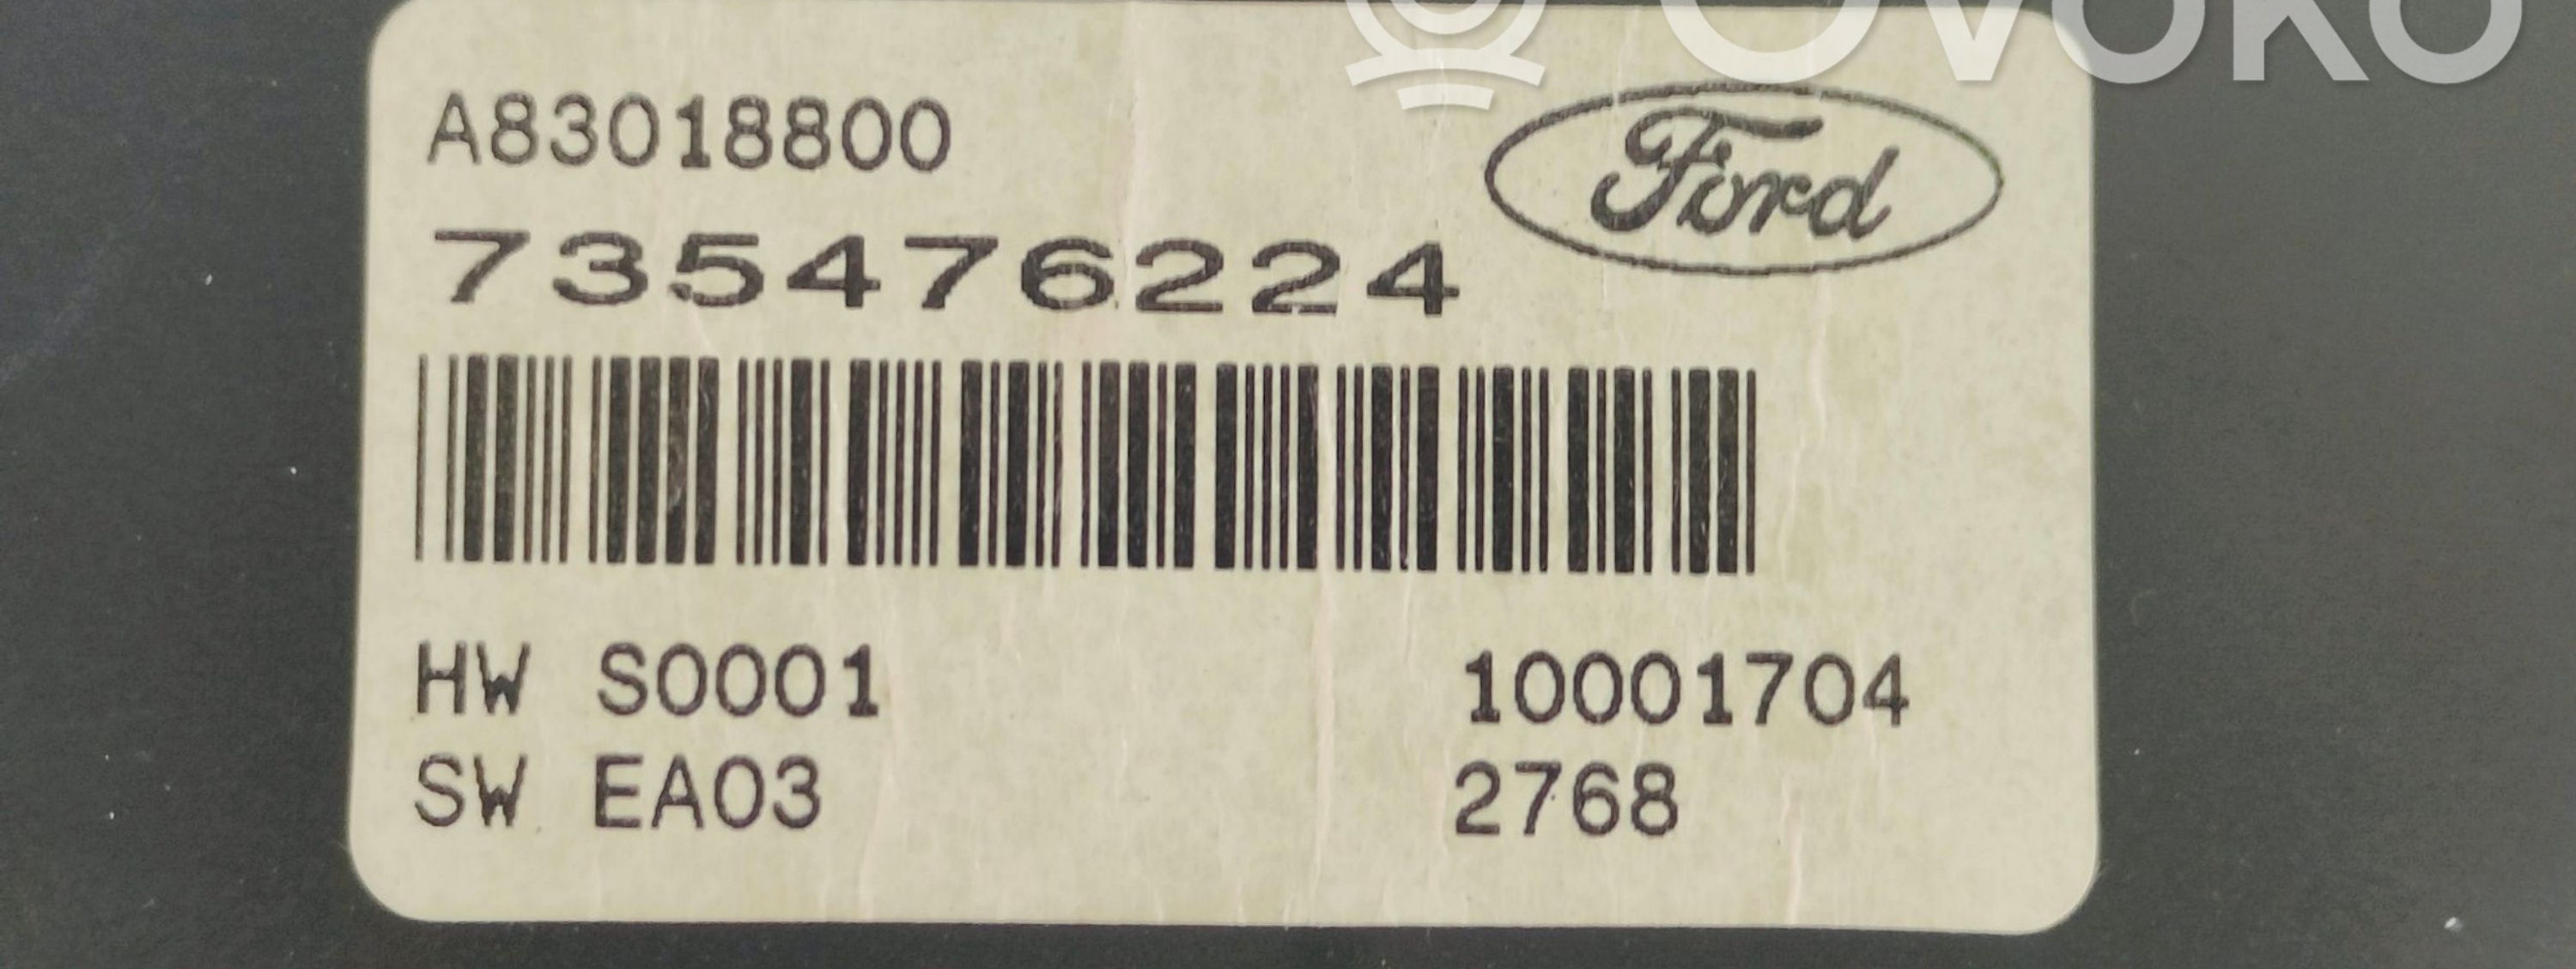 OVOKO
A83018800
Ford
735476224
HW S0001
10001704
SW EA03
2768